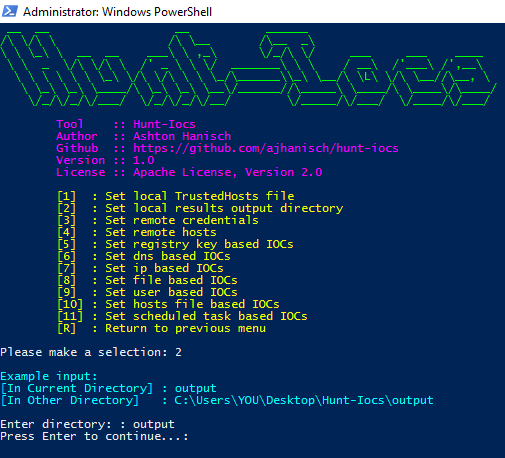 Administrator: Windows PowerShell
Tool    :: Hunt-Iocs
Author  :: Ashton Hanisch
Github  :: https://github.com/ajhanisch/hunt-iocs
Version :: 1.0
License :: Apache License, Version 2.0
[1]  : Set local TrustedHosts file
[2]  : Set local results output directory
[3]  : Set remote credentials
[4]  : Set remote hosts
[5]  : Set registry key based IOCs
[6]  : Set dns based IOCs
[7]  : Set ip based IOCs
[8]  : Set file based IOCs
[9]  : Set user based IOCs
[10] : Set hosts file based IOCs
[11] : Set scheduled task based IOCs
[R]  : Return to previous menu
Please make a selection: 2
Example input:
[In Current Directory] : output
[In Other Directory]   : C:\Users\YOU\Desktop\Hunt-Iocs\output
Enter directory: : output
Press Enter to continue...: